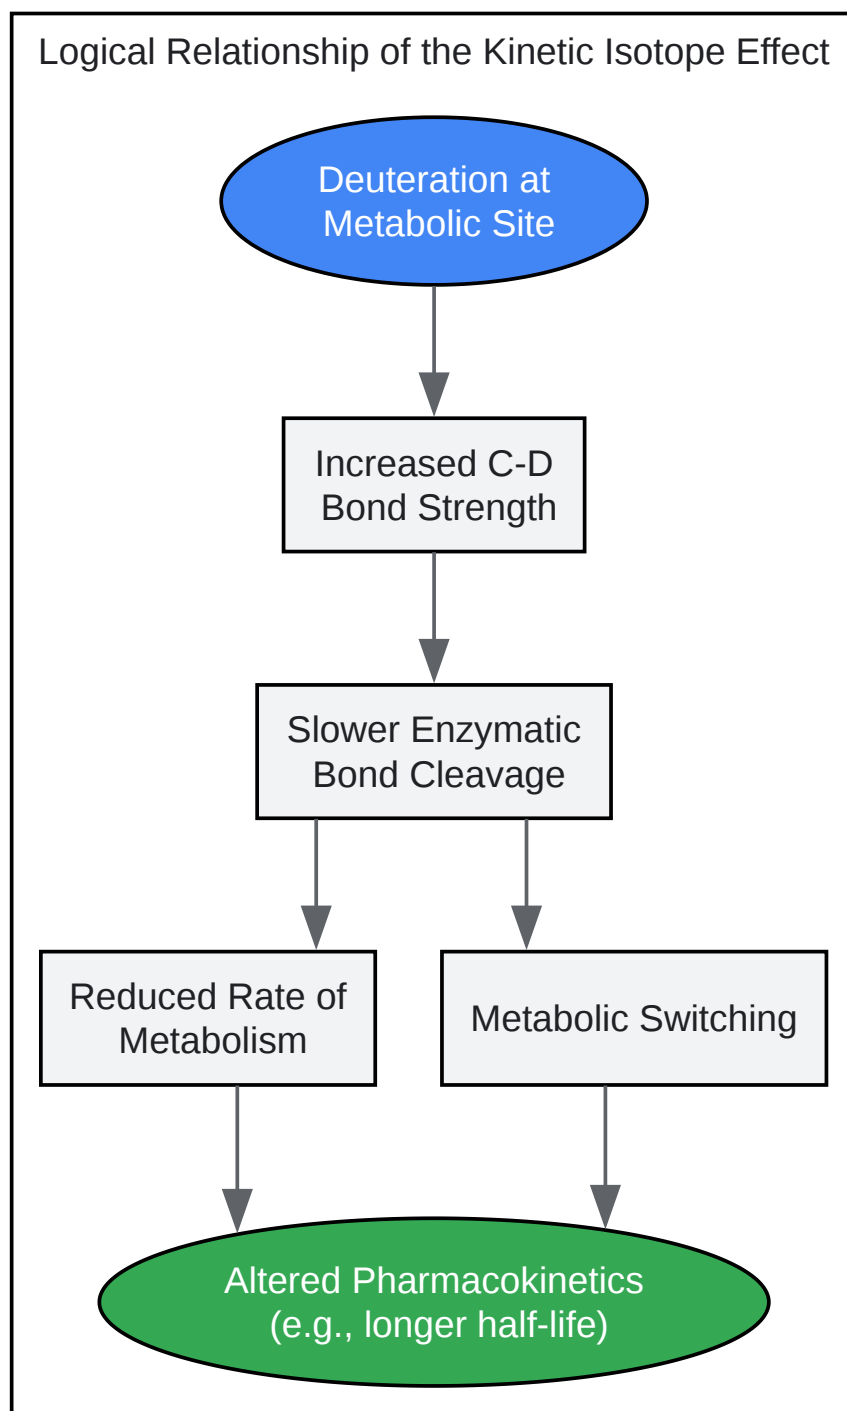 Logical Relationship of the Kinetic Isotope Effect
Deuteration at
Metabolic Site
Increased C-D
Bond Strength
Slower Enzymatic
Bond Cleavage
Reduced Rate of
Metabolism
Metabolic Switching
Altered Pharmacokinetics
(e.g., longer half-life)